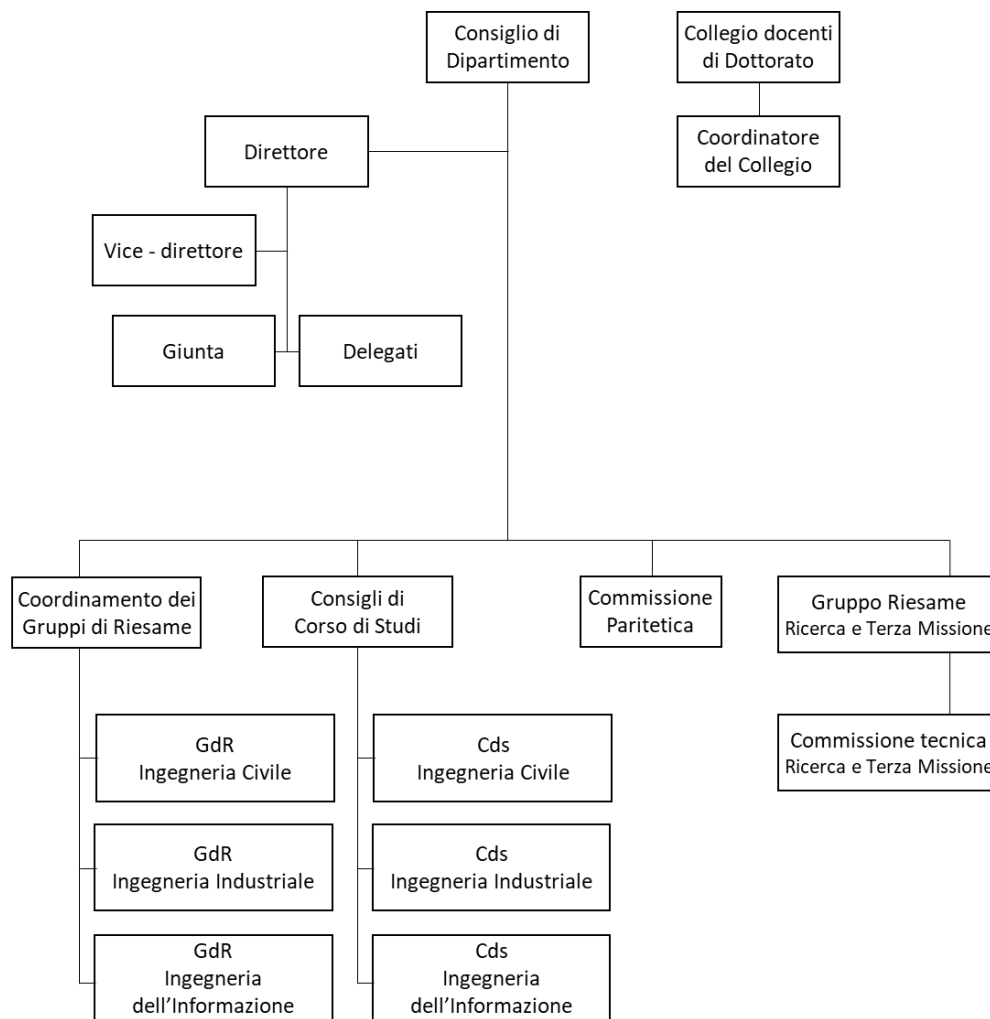 Consiglio di
Dipartimento
Collegio docenti
di Dottorato
Coordinatore
del Collegio
Direttore
Vice - direttore
Giunta
Delegati
Coordinamento dei
Gruppi di Riesame
Consigli di
Corso di Studi
Commissione
Paritetica
Gruppo Riesame
Ricerca e Terza Missione
GdR
Ingegneria Civile
Cds
Ingegneria Civile
Commissione tecnica
Ricerca e Terza Missione
GdR
Ingegneria Industriale
Cds
Ingegneria Industriale
GdR
Ingegneria
dell’Informazione
Cds
Ingegneria
dell’Informazione